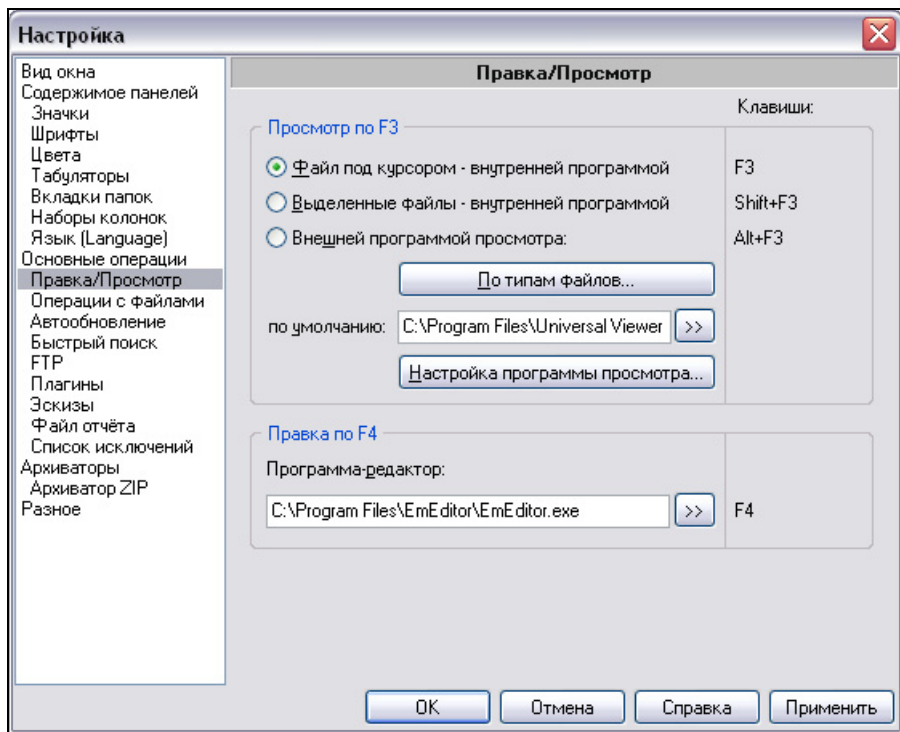 Настройка
Вид окна
Содержимое панелей
Значки
Шрифты
Цвета
Табуляторы
Вкладки папок
Наборы колонок
Язык (Language)
Основные операции
Правка/Просмотр
Операции с файлами
Автообновление
Быстрый поиск
FTP
Плагины
Эскизы
Файл отчёта
Список исключений
Архиваторы
Архиватор ZIP
Разное
Правка/Просмотр
Клавиши:
Просмотр по F3
Файл под курсором - внутренней программой F3
Выделенные файлы - внутренней программой Shift+F3
Внешней программой просмотра: Alt+F3
По типам файлов...
по умолчанию: C:\Program Files\Universal Viewer >>
Настройка программы просмотра...
Правка по F4
Программа-редактор:
C:\Program Files\EmEditor\EmEditor.exe >> F4
OK Отмена Справка Применить